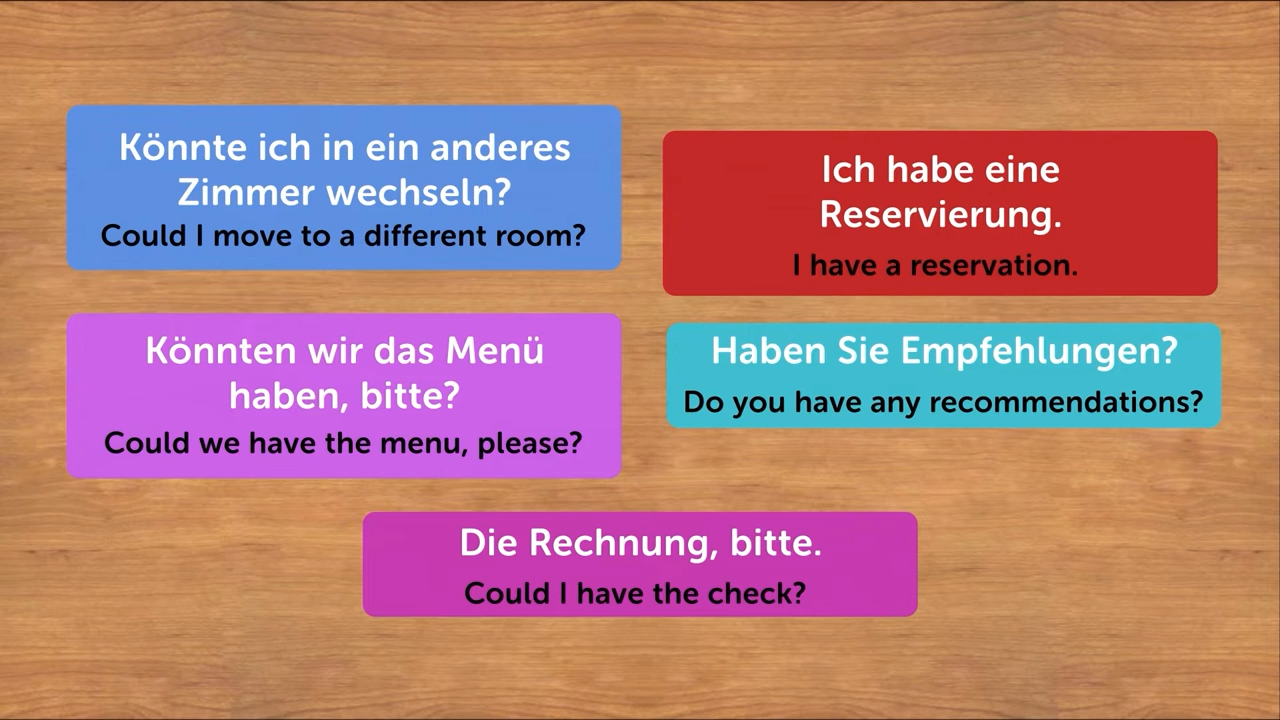 Könnte ich in ein anderes
Zimmer wechseln?
Could I move to a different room?
Ich habe eine
Reservierung.
I have a reservation.
Könnten wir das Menü
haben, bitte?
Could we have the menu, please?
Haben Sie Empfehlungen?
Do you have any recommendations?
Die Rechnung, bitte.
Could I have the check?